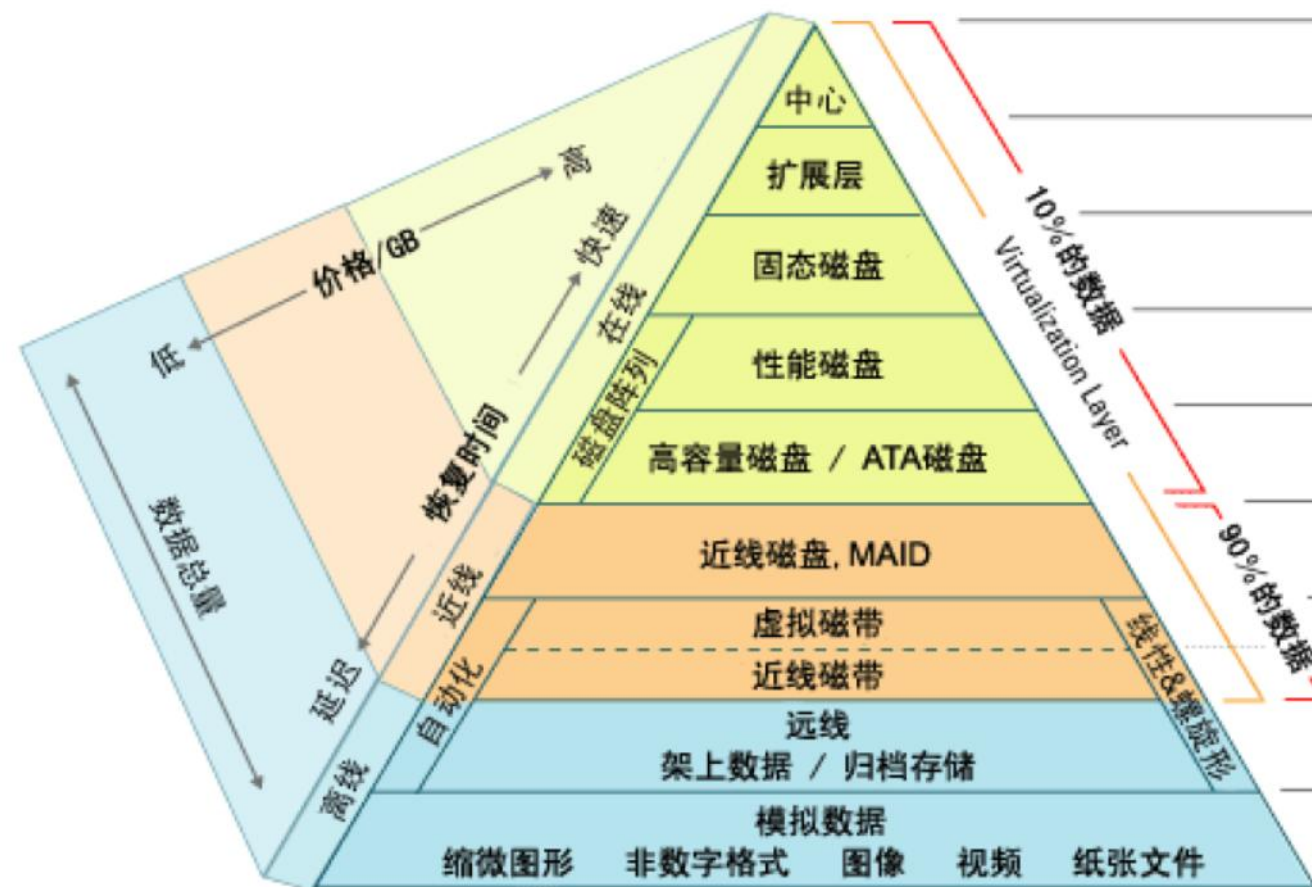 中心
扩展层
固态磁盘
性能磁盘
高容量磁盘 / ATA磁盘
近线磁盘, MAID
虚拟磁带
近线磁带
远线
架上数据 / 归档存储
模拟数据
缩微图形 非数字格式 图像 视频 纸张文件
高
价格/GB
低
快速
恢复时间
延迟
数据总量
在线
近线
离线
磁盘阵列
自动化
线性&螺旋形
10%的数据
Virtualization Layer
90%的数据